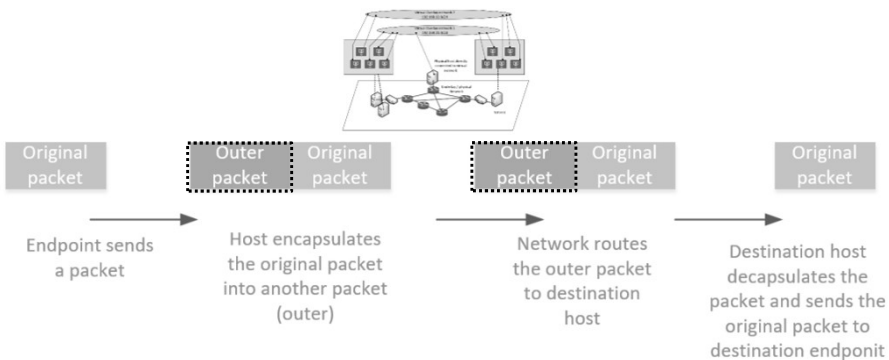 Original
packet
Outer
packet
Original
packet
Outer
packet
Original
packet
Original
packet
Endpoint sends
a packet
Host encapsulates
the original packet
into another packet
(outer)
Network routes
the outer packet
to destination
host
Destination host
decapsulates the
packet and sends the
original packet to
destination endponit